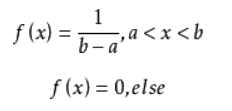 f (x) = 1/(b − a), a < x < b
f (x) = 0, else